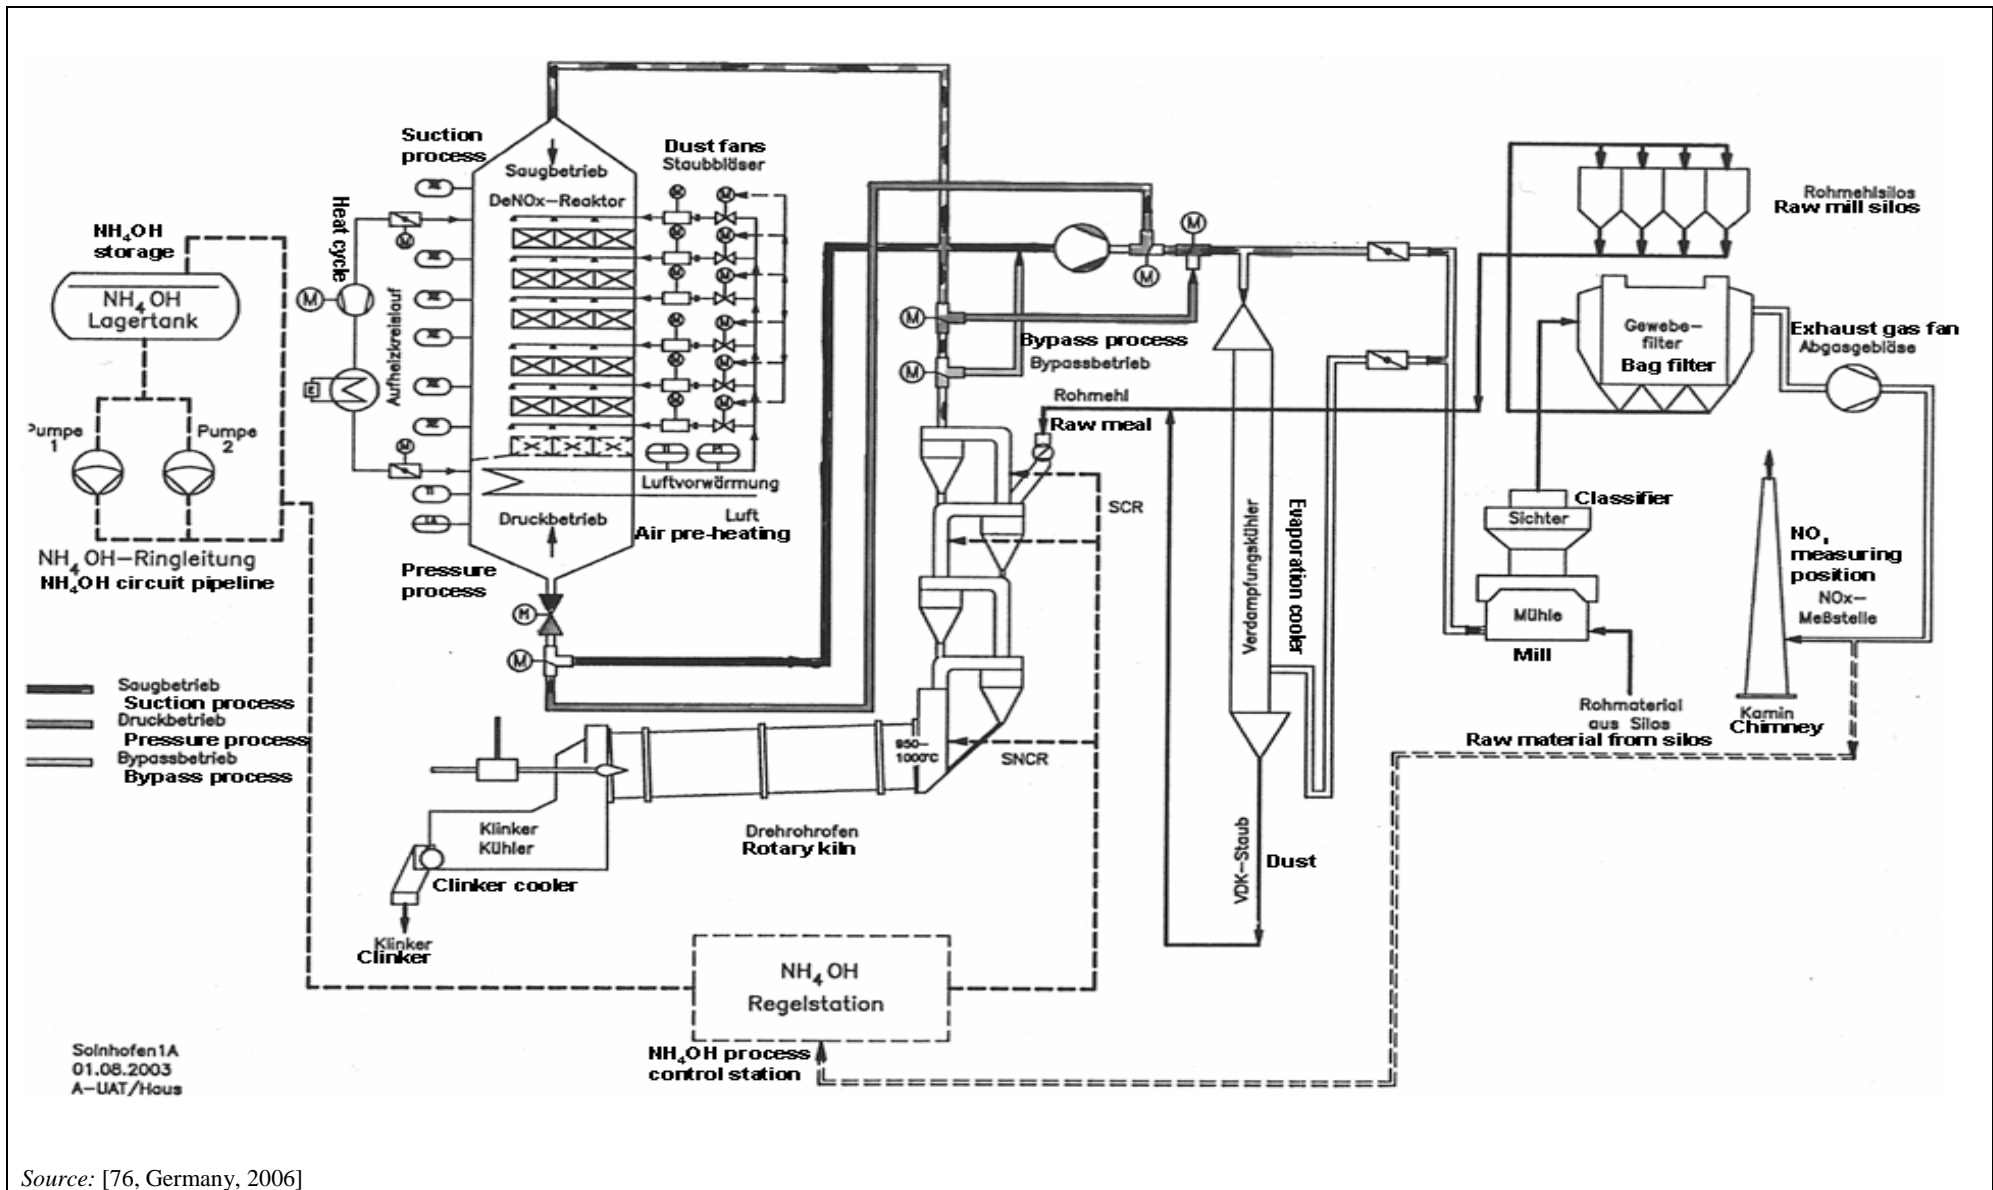 Suction
process
Saugbetrieb
DeNOx-Reaktor
Dust fans
Staubbläser
Heat cycle
Aufheizkreislauf
NH4OH
storage
NH4OH
Lagertank
Pumpe
1
Pumpe
2
NH4OH-Ringleitung
NH4OH circuit pipeline
M
M
M
Luftvorwärmung
Luft
Air pre-heating
Druckbetrieb
Pressure
process
M
M
Saugbetrieb
Suction process
Druckbetrieb
Pressure process
Bypassbetrieb
Bypass process
M
M
M
M
Bypass process
Bypassbetrieb
Rohmehl
Raw meal
SCR
SNCR
950-
1000°C
Drehrohrofen
Rotary kiln
Klinker
Kühler
Clinker cooler
Klinker
Clinker
Verdampfungskühler
Evaporation cooler
VDK-Staub
Dust
Rohmehlsilos
Raw mill silos
Gewebe-
filter
Bag filter
Exhaust gas fan
Abgasgebläse
Classifier
Sichter
Mühle
Mill
Rohmaterial
aus Silos
Raw material from silos
NOx
measuring
position
NOx-
Meßstelle
Kamin
Chimney
NH4OH
Regelstation
NH4OH process
control station
Solnhofen1A
01.08.2003
A-UAT/Haus
Source: [76, Germany, 2006]